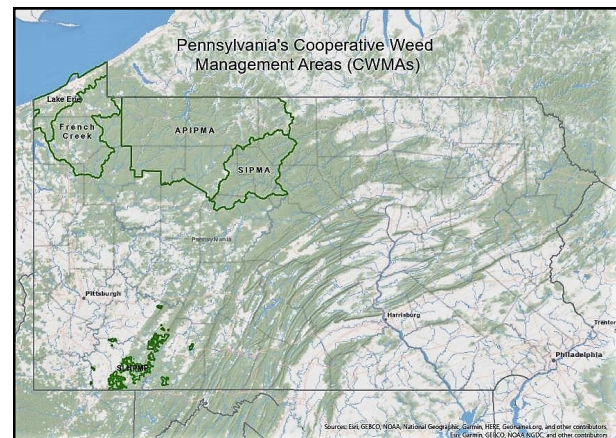 Pennsylvania's Cooperative Weed
Management Areas (CWMAs)
Lake Erie
French
Creek
APIPMA
SIPMA
Pennsylvania
Pittsburgh
Harrisburg
Trenton
Philadelphia
Sources: Esri, GEBCO, NOAA, National Geographic, Garmin, HERE, Geonames.org, and other contributors,
Esri, Garmin, GEBCO, NOAA NGDC, and other contributors